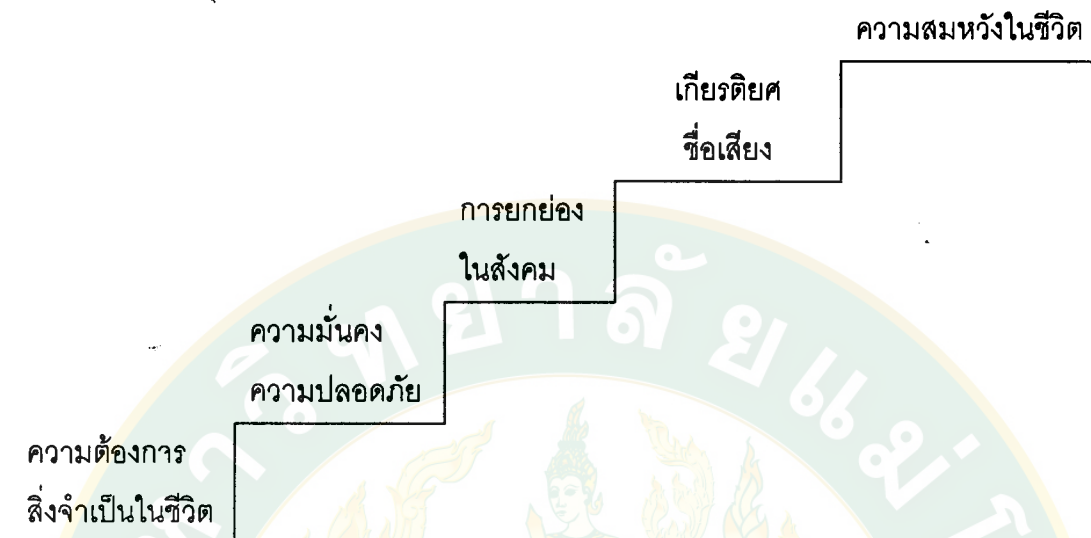 ความสมหวังในชีวิต
เกียรติยศ
ชื่อเสียง
การยกย่อง
ในสังคม
ความมั่นคง
ความปลอดภัย
ความต้องการ
สิ่งจำเป็นในชีวิต